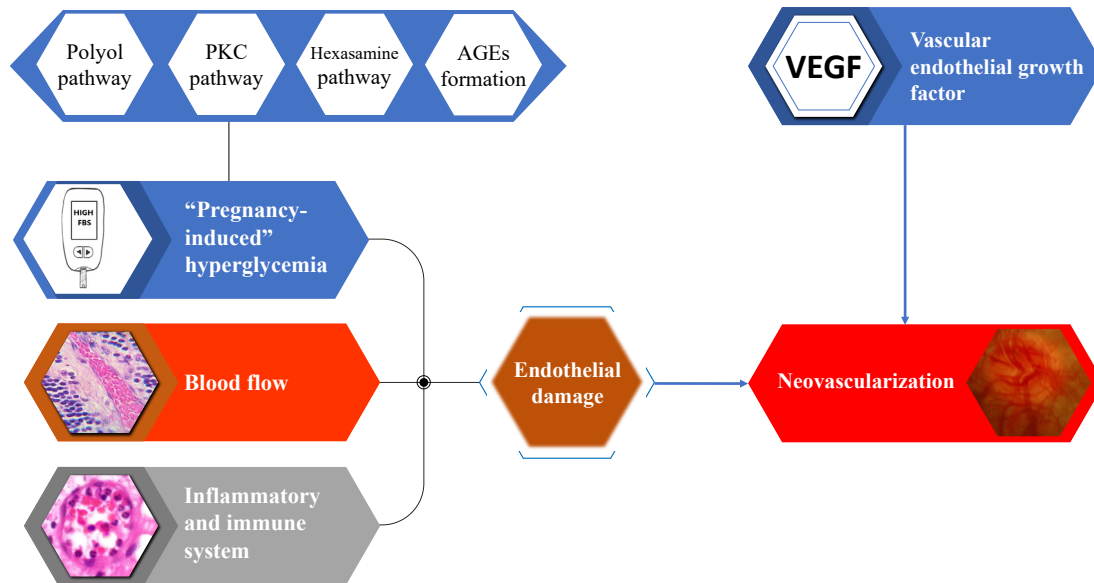 Polyol
pathway
PKC
pathway
Hexasamine
pathway
AGEs
formation
VEGF
Vascular
endothelial growth
factor
HIGH
FBS
“Pregnancy-
induced”
hyperglycemia
Blood flow
Endothelial
damage
Neovascularization
Inflammatory
and immune
system